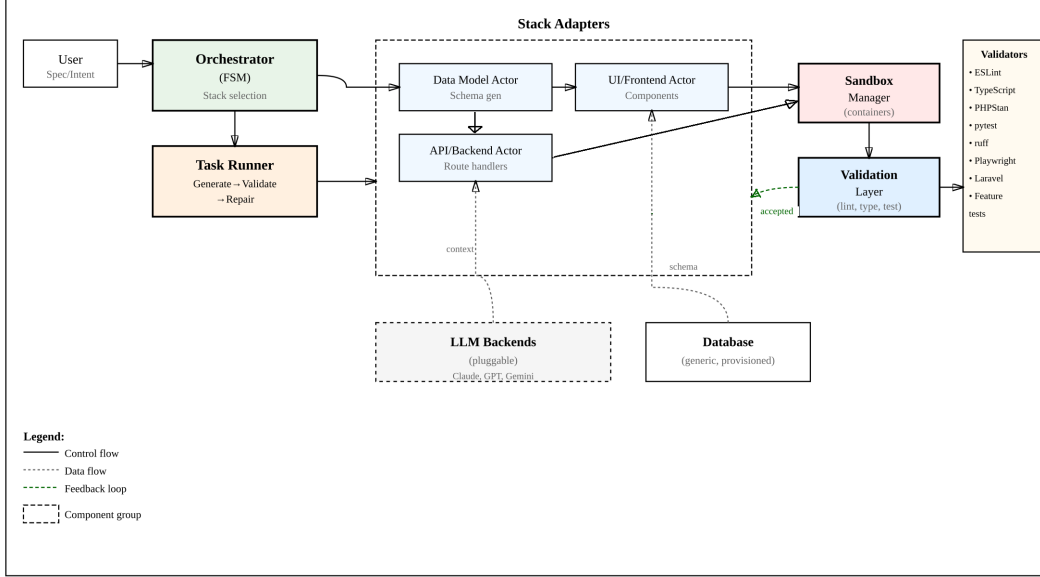 Stack Adapters
User
Spec/Intent
Orchestrator
(FSM)
Stack selection
Task Runner
Generate→Validate
→Repair
Data Model Actor
Schema gen
UI/Frontend Actor
Components
API/Backend Actor
Route handlers
Sandbox
Manager
(containers)
Validation
Layer
(lint, type, test)
accepted
Validators
• ESLint
• TypeScript
• PHPStan
• pytest
• ruff
• Playwright
• Laravel
• Feature
tests
context
schema
LLM Backends
(pluggable)
Claude, GPT, Gemini
Database
(generic, provisioned)
Legend:
Control flow
Data flow
Feedback loop
Component group